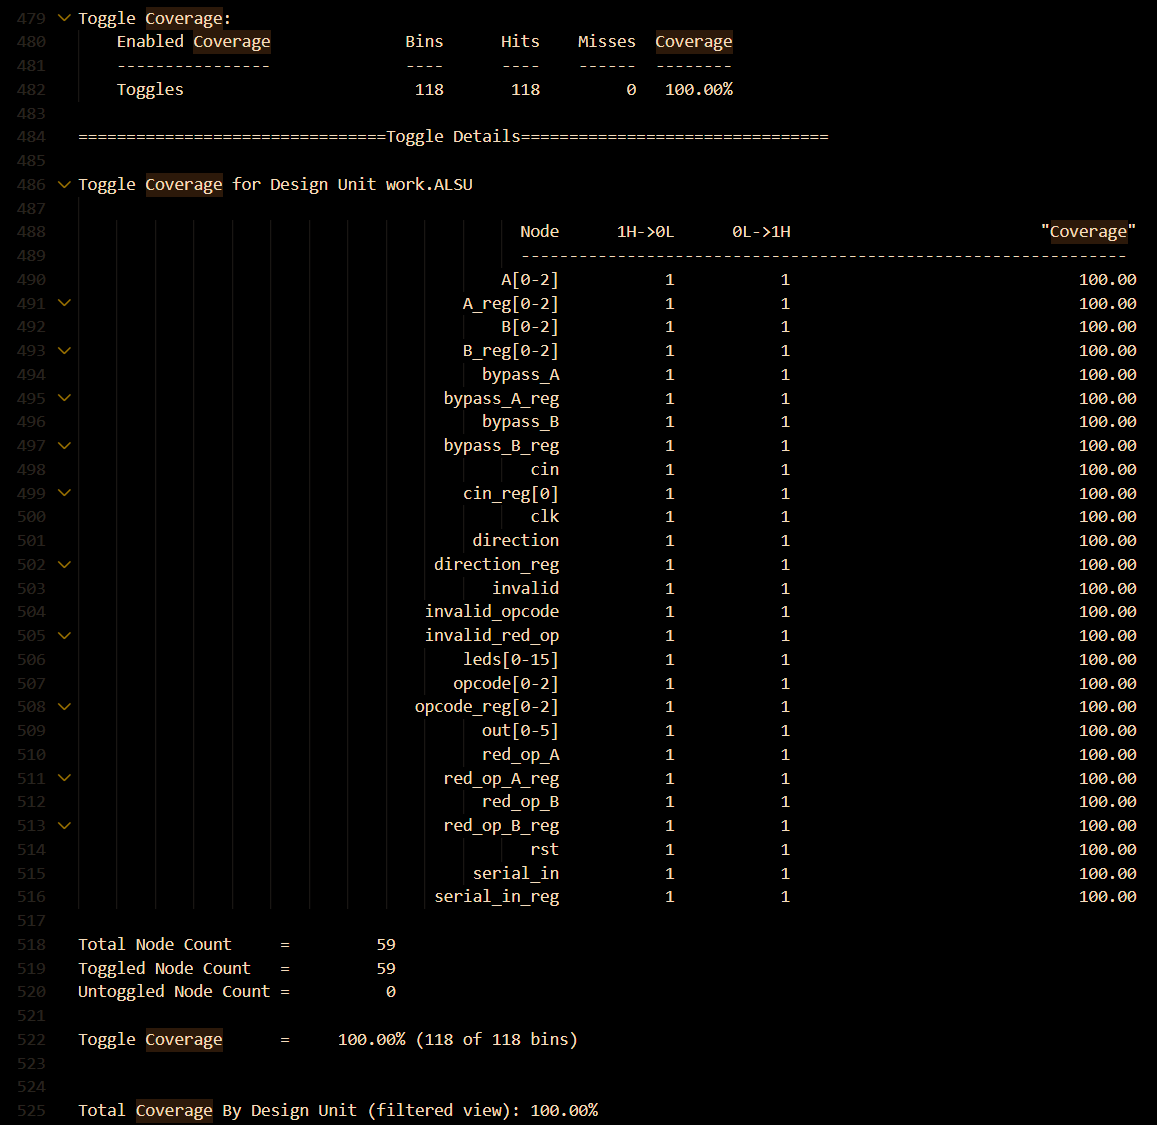 479 Toggle Coverage:
480 Enabled Coverage Bins Hits Misses Coverage
481 ---------------- ---- ---- ------ --------
482 Toggles 118 118 0 100.00%
483
484 ================================Toggle Details================================
485
486 Toggle Coverage for Design Unit work.ALSU
487
488 Node 1H->0L 0L->1H "Coverage"
489 ---------------------------------------------------------------
490 A[0-2] 1 1 100.00
491 A_reg[0-2] 1 1 100.00
492 B[0-2] 1 1 100.00
493 B_reg[0-2] 1 1 100.00
494 bypass_A 1 1 100.00
495 bypass_A_reg 1 1 100.00
496 bypass_B 1 1 100.00
497 bypass_B_reg 1 1 100.00
498 cin 1 1 100.00
499 cin_reg[0] 1 1 100.00
500 clk 1 1 100.00
501 direction 1 1 100.00
502 direction_reg 1 1 100.00
503 invalid 1 1 100.00
504 invalid_opcode 1 1 100.00
505 invalid_red_op 1 1 100.00
506 leds[0-15] 1 1 100.00
507 opcode[0-2] 1 1 100.00
508 opcode_reg[0-2] 1 1 100.00
509 out[0-5] 1 1 100.00
510 red_op_A 1 1 100.00
511 red_op_A_reg 1 1 100.00
512 red_op_B 1 1 100.00
513 red_op_B_reg 1 1 100.00
514 rst 1 1 100.00
515 serial_in 1 1 100.00
516 serial_in_reg 1 1 100.00
517
518 Total Node Count = 59
519 Toggled Node Count = 59
520 Untoggled Node Count = 0
521
522 Toggle Coverage = 100.00% (118 of 118 bins)
523
524
525 Total Coverage By Design Unit (filtered view): 100.00%